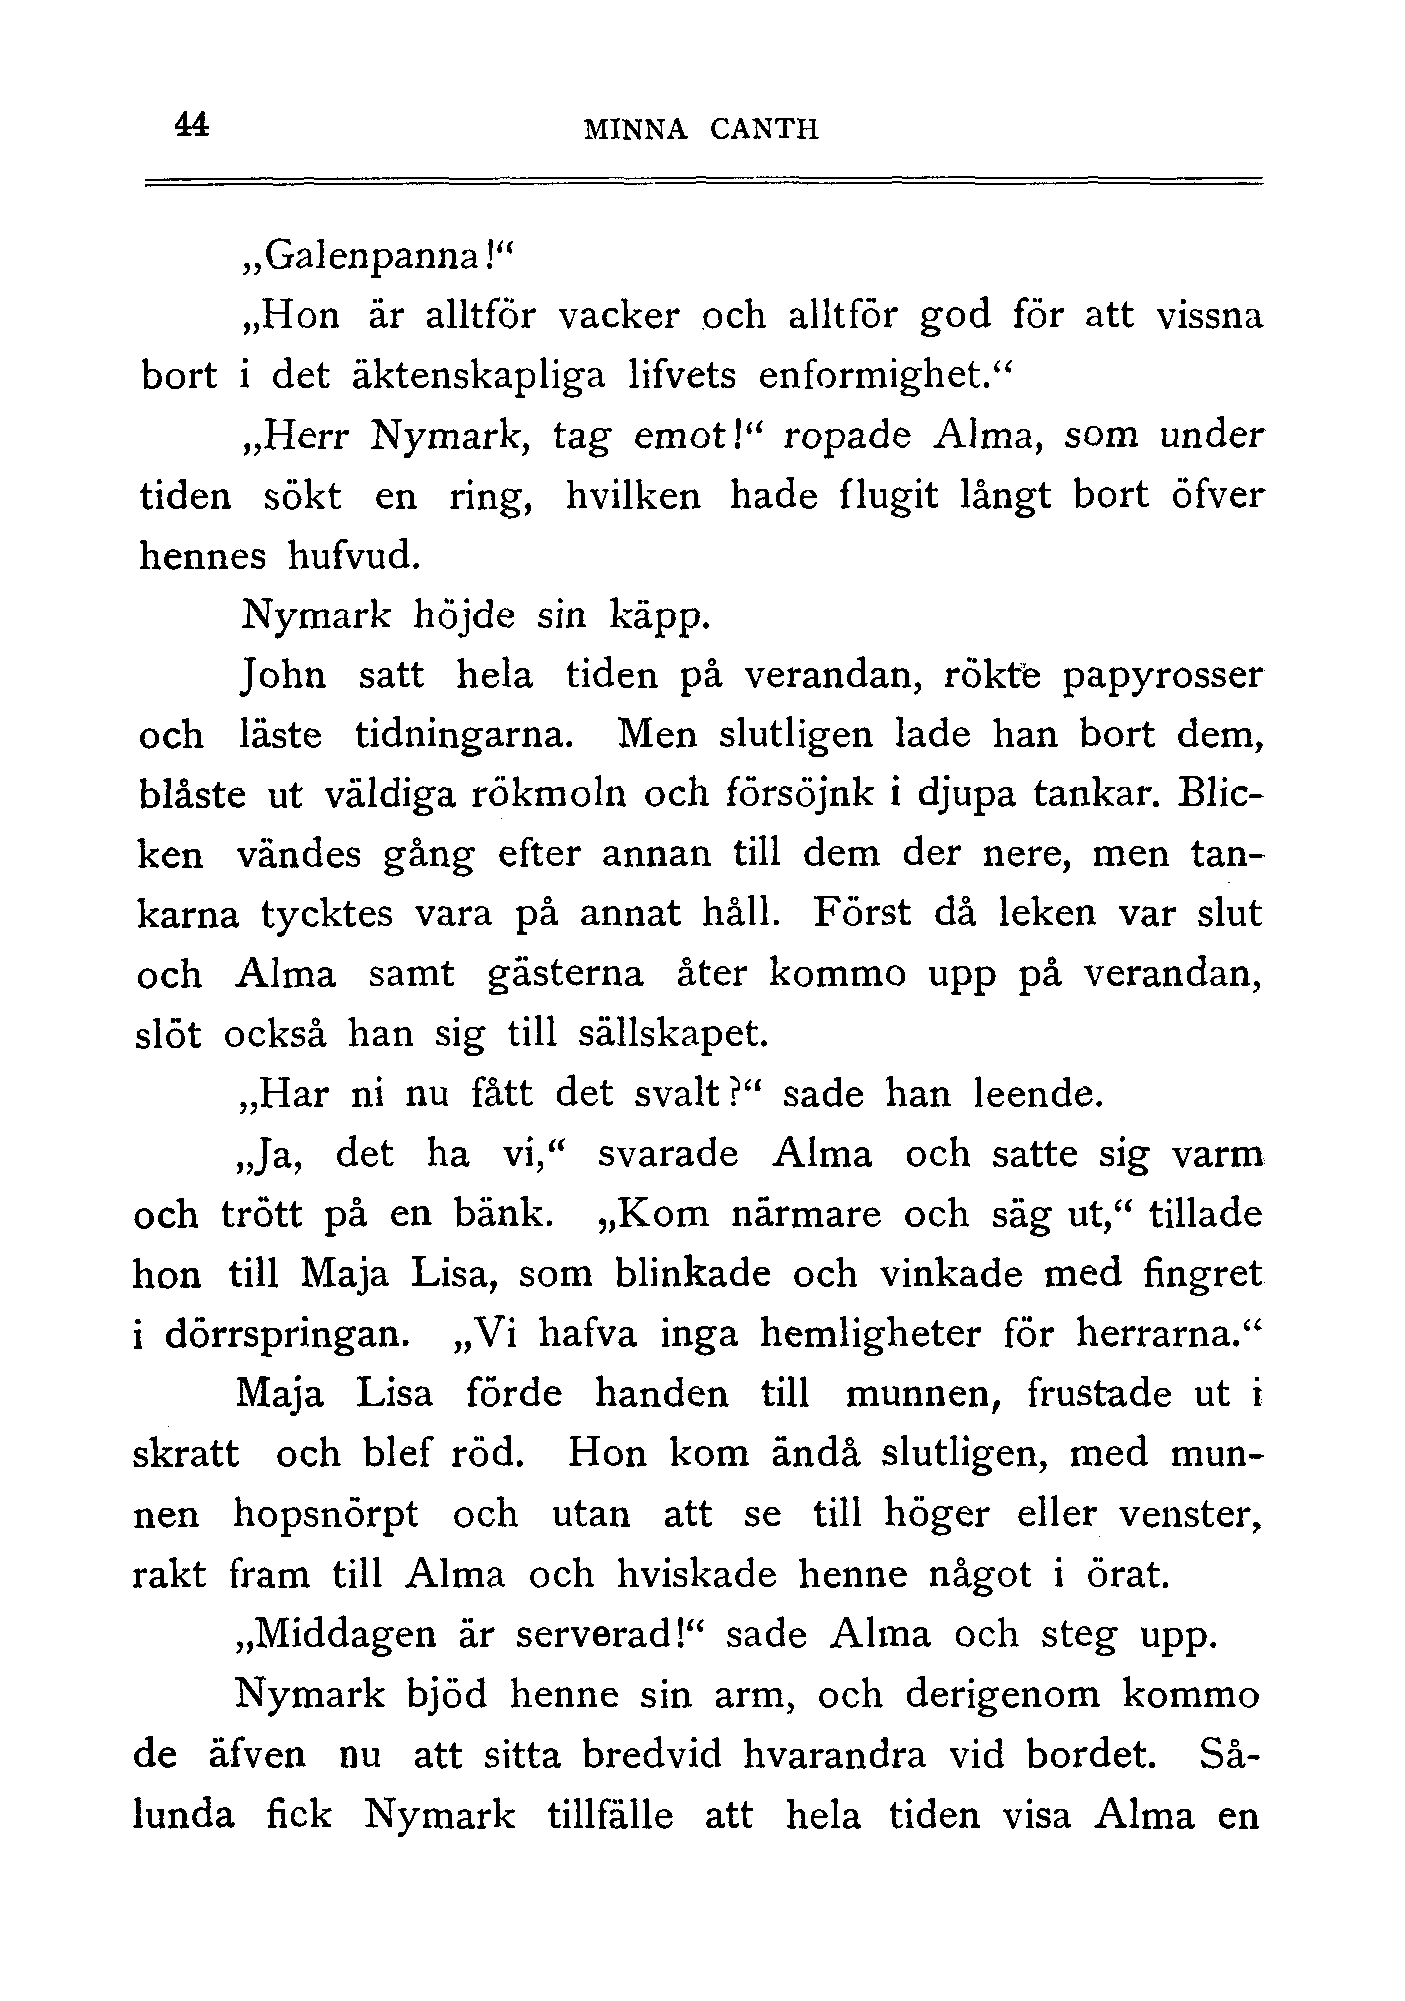 44 MINNA CANTH
„Galenpanna!“
„Hon är alltför vacker och alltför god för att vissna
bort i det äktenskapliga lifvets enformighet.“
„Herr Nymark, tag emot!“ ropade Alma, som under
tiden sökt en ring, hvilken hade flugit långt bort öfver
hennes hufvud.
Nymark höjde sin käpp.
John satt hela tiden på verandan, rökte papyrosser
och läste tidningarna. Men slutligen lade han bort dem,
blåste ut väldiga rökmoln och försöjnk i djupa tankar. Blic-
ken vändes gång efter annan till dem der nere, men tan-
karna tycktes vara på annat håll. Först då leken var slut
och Alma samt gästerna åter kommo upp på verandan,
slöt också han sig till sällskapet.
„Har ni nu fått det svalt?“ sade han leende.
„Ja, det ha vi,“ svarade Alma och satte sig varm
och trött på en bänk. „Kom närmare och säg ut,“ tillade
hon till Maja Lisa, som blinkade och vinkade med fingret
i dörrspringan. „Vi hafva inga hemligheter för herrarna.“
Maja Lisa förde handen till munnen, frustade ut i
skratt och blef röd. Hon kom ändå slutligen, med mun-
nen hopsnörpt och utan att se till höger eller venster,
rakt fram till Alma och hviskade henne något i örat.
„Middagen är serverad!“ sade Alma och steg upp.
Nymark bjöd henne sin arm, och derigenom kommo
de äfven nu att sitta bredvid hvarandra vid bordet. Så-
lunda fick Nymark tillfälle att hela tiden visa Alma en